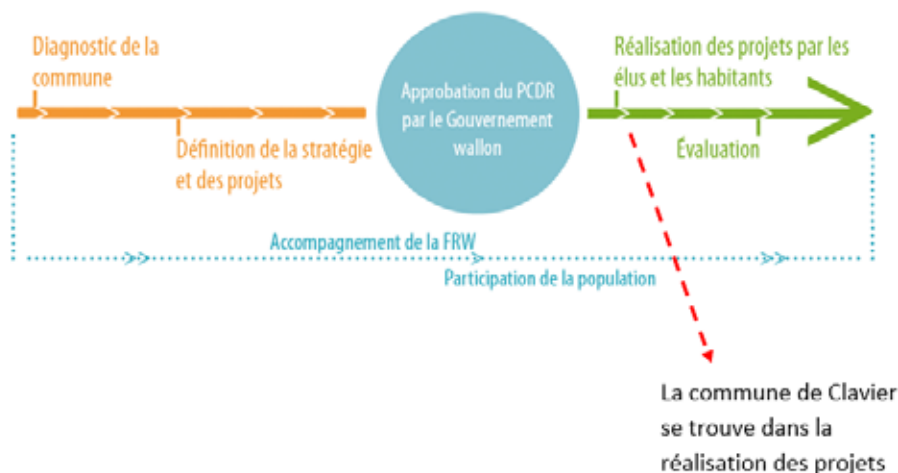 Diagnostic de la
commune
Définition de la stratégie
et des projets
Approbation du PCDR
par le Gouvernement
wallon
Réalisation des projets par les
élus et les habitants
Évaluation
Accompagnement de la FRW
Participation de la population
La commune de Clavier
se trouve dans la
réalisation des projets